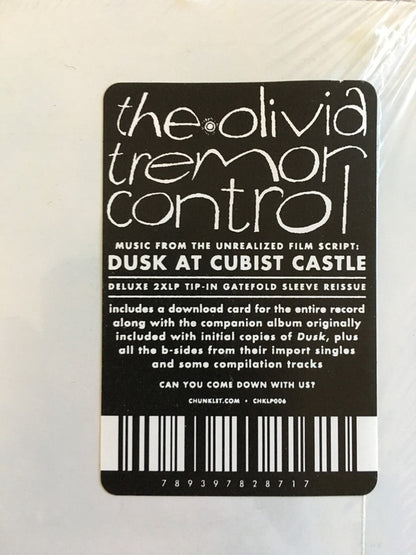 the olivia
tremor
control
MUSIC FROM THE UNREALIZED FILM SCRIPT:
DUSK AT CUBIST CASTLE
DELUXE 2XLP TIP-IN GATEFOLD SLEEVE REISSUE
includes a download card for the entire record
along with the companion album originally
included with initial copies of Dusk, plus
all the b-sides from their import singles
and some compilation tracks
CAN YOU COME DOWN WITH US?
CHUNKLET.COM • CHKLP006
789397828717